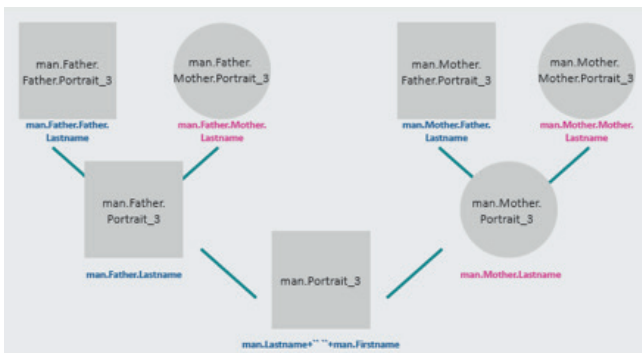 man.Father.
Father.Portrait_3
man.Father.
Mother.Portrait_3
man.Mother.
Father.Portrait_3
man.Mother.
Mother.Portrait_3
man.Father.Father.
Lastname
man.Father.Mother.
Lastname
man.Mother.Father.
Lastname
man.Mother.Mother.
Lastname
man.Father.
Portrait_3
man.Mother.
Portrait_3
man.Father.Lastname
man.Mother.Lastname
man.Portrait_3
man.Lastname+" "+man.Firstname